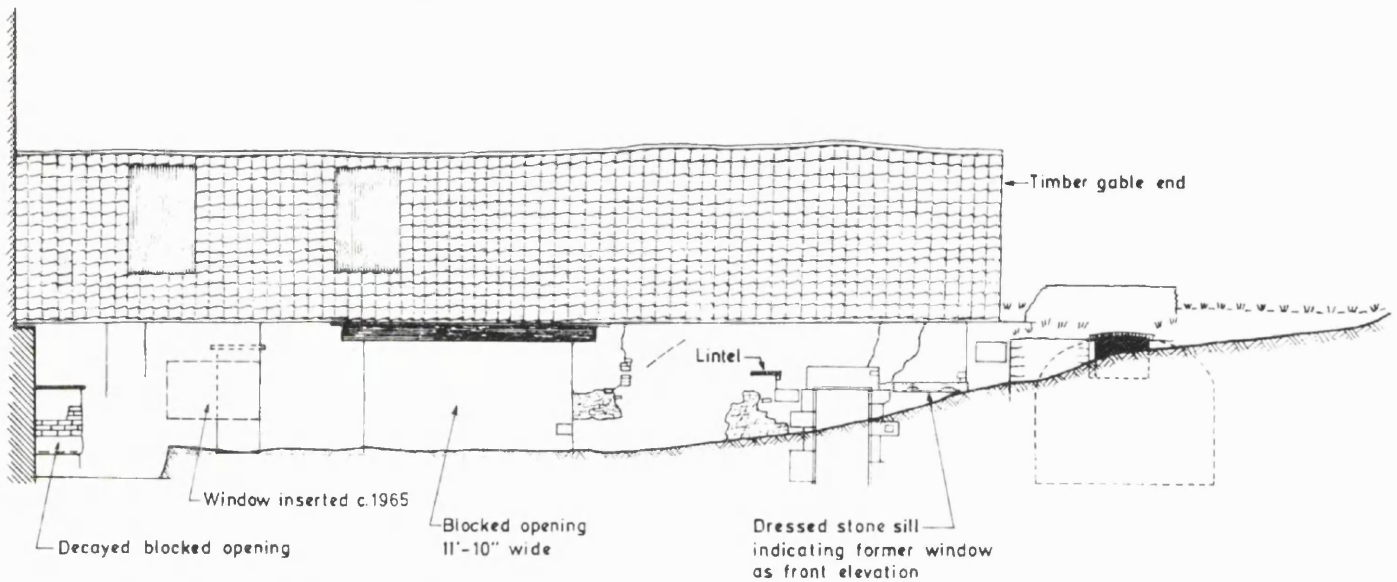 Timber gable end
Lintel
Window inserted c.1965
Decayed blocked opening
Blocked opening
11'-10" wide
Dressed stone sill
indicating former window
as front elevation